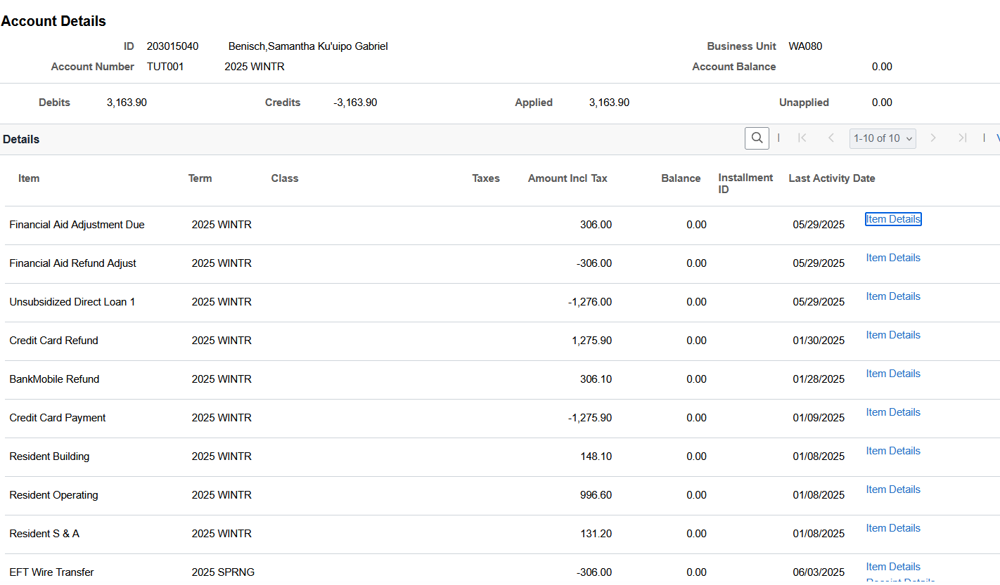 Account Details
ID 203015040 Benisch,Samantha Ku'uipo Gabriel Business Unit WA080
Account Number TUT001 2025 WINTR Account Balance 0.00
Debits 3,163.90 Credits -3,163.90 Applied 3,163.90 Unapplied 0.00
Details 1-10 of 10
Item Term Class Taxes Amount Incl Tax Balance Installment ID Last Activity Date
Financial Aid Adjustment Due 2025 WINTR 306.00 0.00 05/29/2025 Item Details
Financial Aid Refund Adjust 2025 WINTR -306.00 0.00 05/29/2025 Item Details
Unsubsidized Direct Loan 1 2025 WINTR -1,276.00 0.00 05/29/2025 Item Details
Credit Card Refund 2025 WINTR 1,275.90 0.00 01/30/2025 Item Details
BankMobile Refund 2025 WINTR 306.10 0.00 01/28/2025 Item Details
Credit Card Payment 2025 WINTR -1,275.90 0.00 01/09/2025 Item Details
Resident Building 2025 WINTR 148.10 0.00 01/08/2025 Item Details
Resident Operating 2025 WINTR 996.60 0.00 01/08/2025 Item Details
Resident S & A 2025 WINTR 131.20 0.00 01/08/2025 Item Details
EFT Wire Transfer 2025 SPRNG -306.00 0.00 06/03/2025 Item Details